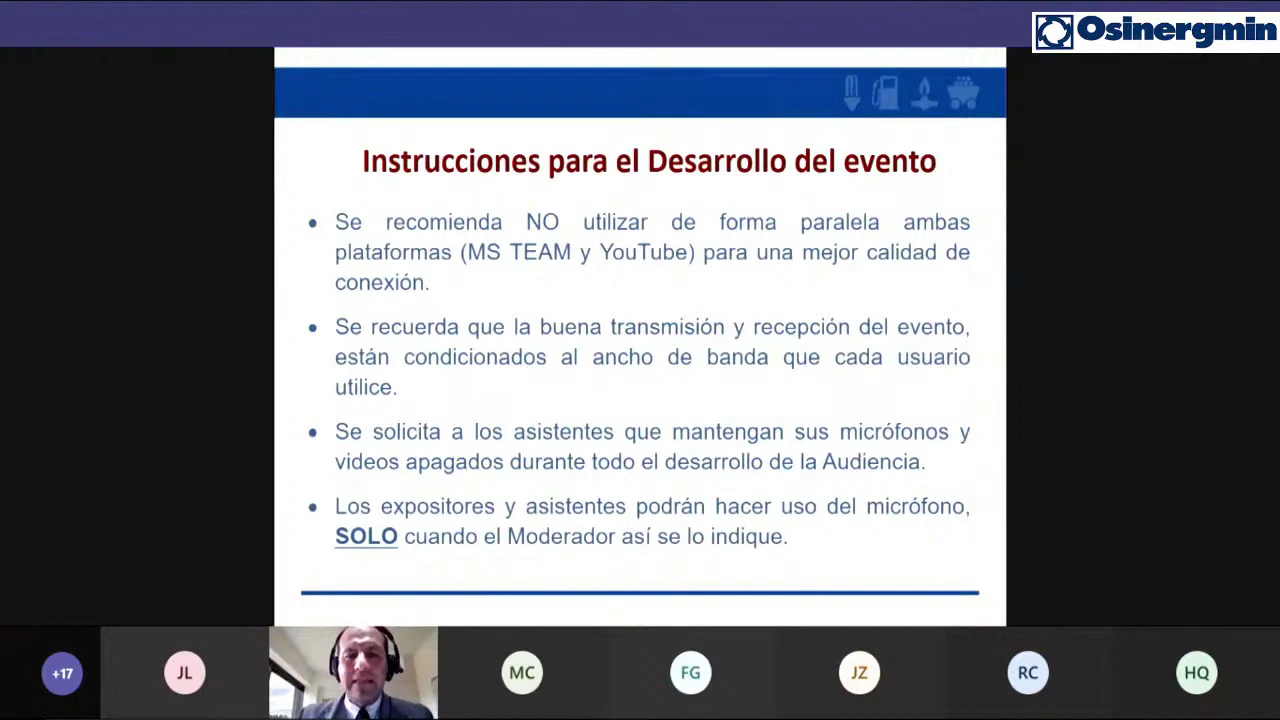 Osinergmin
Instrucciones para el Desarrollo del evento
• Se recomienda NO utilizar de forma paralela ambas
plataformas (MS TEAM y YouTube) para una mejor calidad de
conexión.
• Se recuerda que la buena transmisión y recepción del evento,
están condicionados al ancho de banda que cada usuario
utilice.
• Se solicita a los asistentes que mantengan sus micrófonos y
videos apagados durante todo el desarrollo de la Audiencia.
• Los expositores y asistentes podrán hacer uso del micrófono,
SOLO cuando el Moderador así se lo indique.
+17 JL MC FG JZ RC HQ